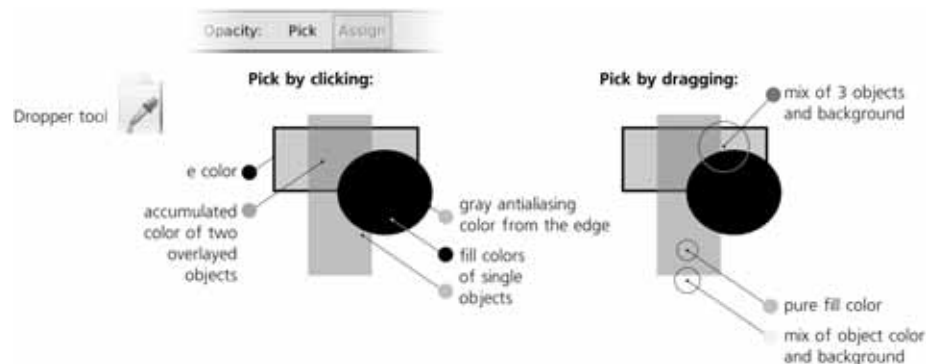 Opacity: Pick Assign
Pick by clicking:
Pick by dragging:
Dropper tool
e color
accumulated
color of two
overlayed
objects
gray antialiasing
color from the edge
fill colors
of single
objects
mix of 3 objects
and background
pure fill color
mix of object color
and background